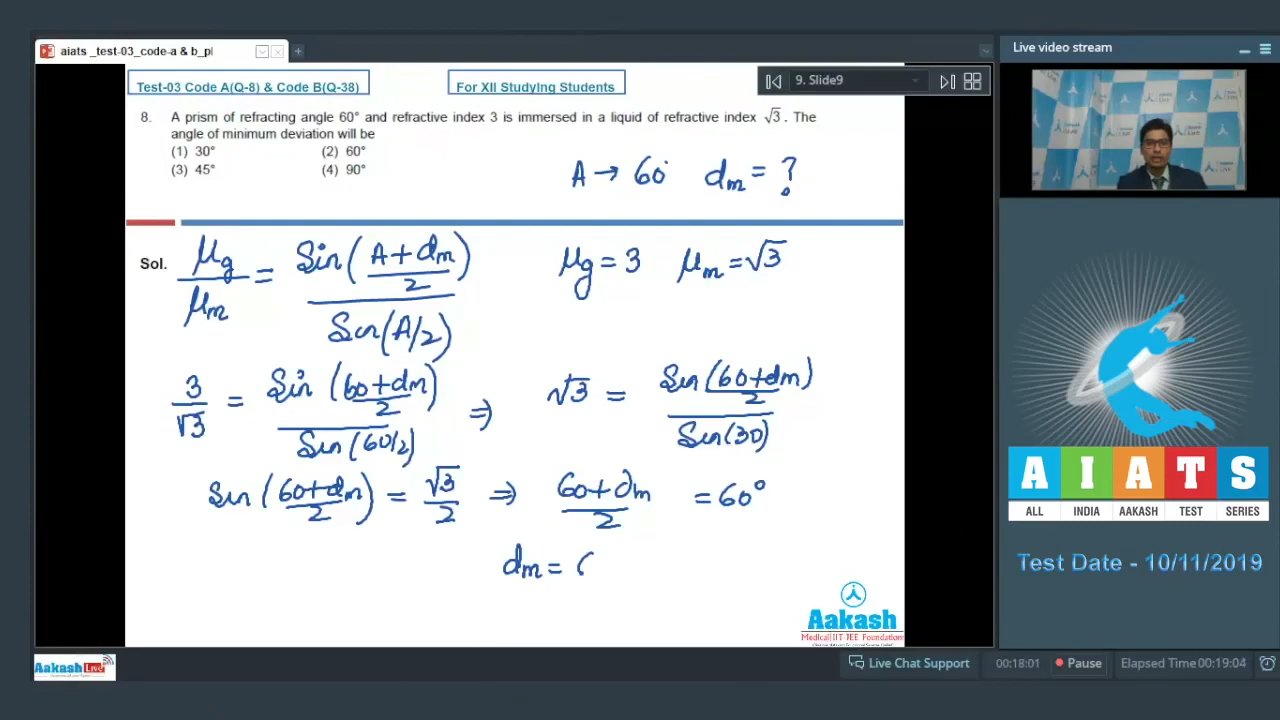 aiats _test-03_code-a & b_p
Live video stream
Test-03 Code A(Q-8) & Code B(Q-38)
For XII Studying Students
9. Slide9
8. A prism of refracting angle 60° and refractive index 3 is immersed in a liquid of refractive index √3. The
angle of minimum deviation will be
(1) 30° (2) 60°
(3) 45° (4) 90°
A → 60° dm = ?
Sol. μg/μm = Sin((A + dm)/2)/Sin(A/2) μg = 3 μm = √3
3/√3 = Sin((60 + dm)/2)/Sin(60/2) ⇒ √3 = Sin((60 + dm)/2)/Sin(30)
Sin((60 + dm)/2) = √3/2 ⇒ (60 + dm)/2 = 60°
dm =
Aakash
Medical|IIT-JEE|Foundations
AIATS
ALL INDIA AAKASH TEST SERIES
Test Date - 10/11/2019
Aakash Live
Live Chat Support
00:18:01
Pause
Elapsed Time 00:19:04